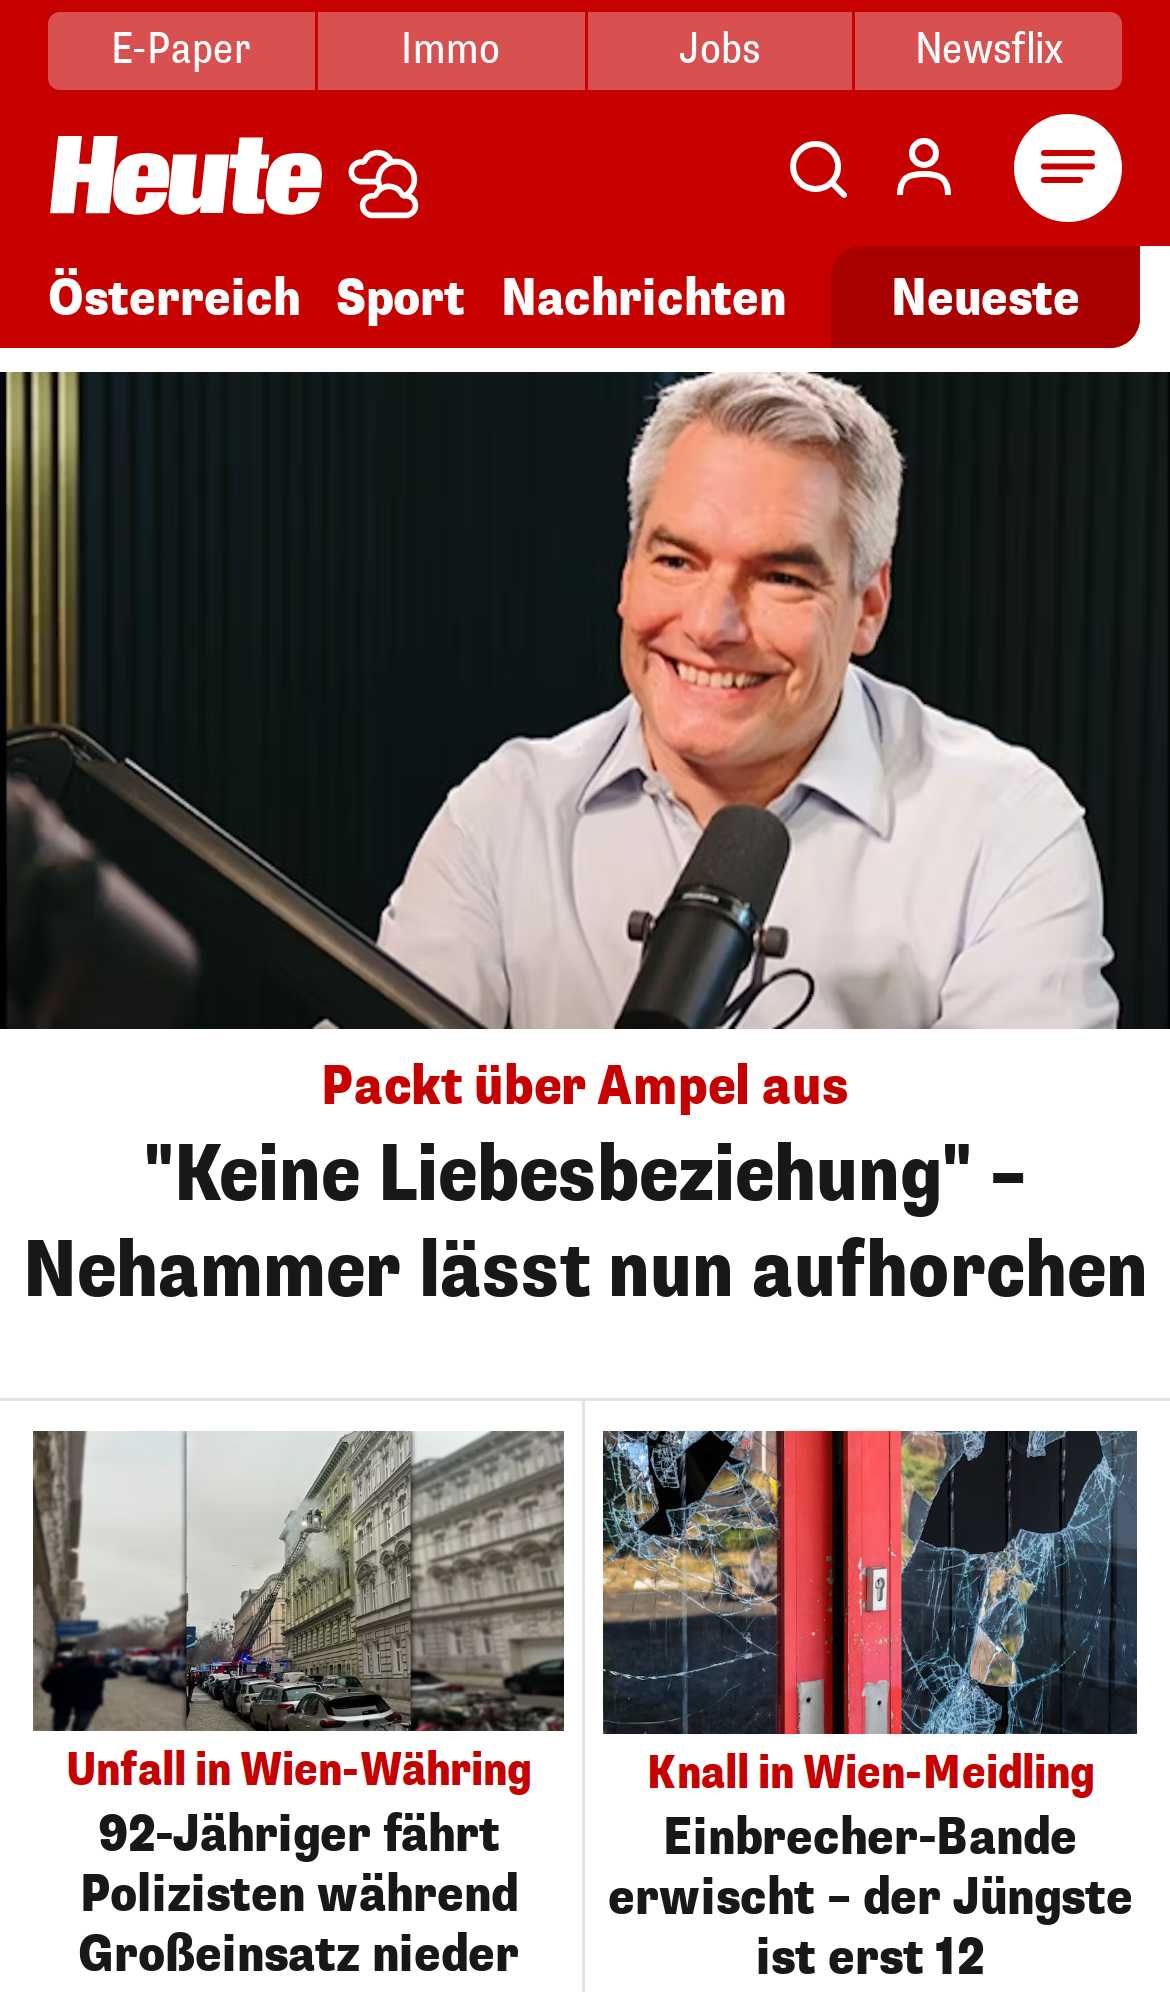 E-Paper Immo Jobs Newsflix
Heute
Österreich Sport Nachrichten Neueste
Packt über Ampel aus
"Keine Liebesbeziehung" –
Nehammer lässt nun aufhorchen
Unfall in Wien-Währing
92-Jähriger fährt
Polizisten während
Großeinsatz nieder
Knall in Wien-Meidling
Einbrecher-Bande
erwischt – der Jüngste
ist erst 12